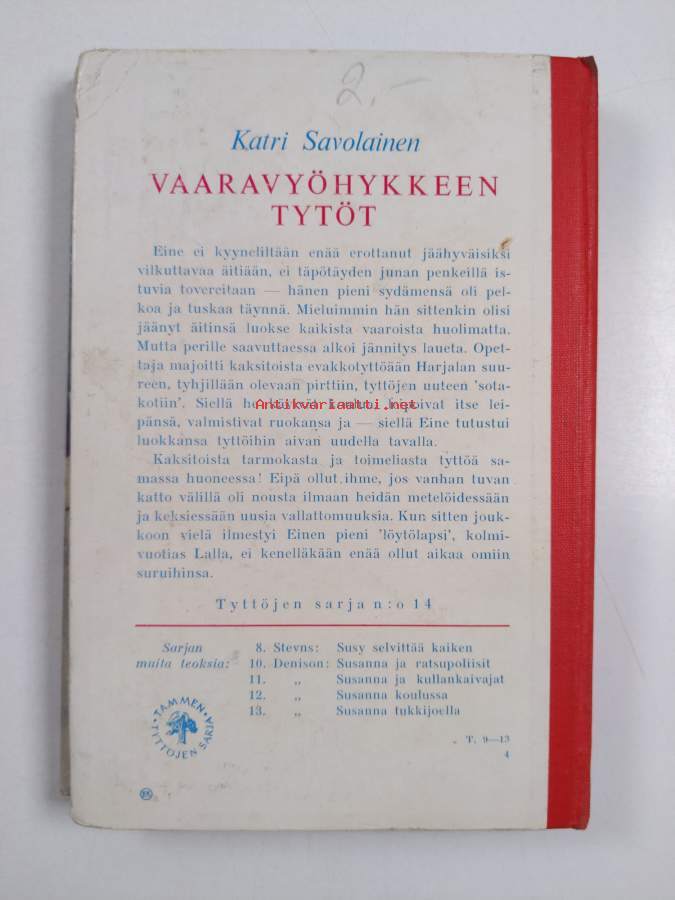 2.-
Katri Savolainen
VAARAVYÖHYKKEEN
TYTÖT
Eine ei kyyneliltään enää erottanut jäähyväisiksi
vilkuttavaa äitiään, ei täpötäyden junan penkeillä is-
tuvia tovereitaan — hänen pieni sydämensä oli pel-
koa ja tuskaa täynnä. Mieluimmin hän sittenkin olisi
jäänyt äitinsä luokse kaikista vaaroista huolimatta.
Mutta perille saavuttaessa alkoi jännitys laueta. Opet-
taja majoitti kaksitoista evakkotyttöään Harjalan suu-
reen, tyhjillään olevaan pirttiin, tyttöjen uuteen 'sota-
kotiin'. Siellä he itse lei-
Antikvariaatti.net
pänsä, valmistivat ruokansa ja — siellä Eine tutustui
luokkansa tyttöihin aivan uudella tavalla.
Kaksitoista tarmokasta ja toimeliasta tyttöä sa-
massa huoneessa! Eipä ollut ihme, jos vanhan tuvan
katto välillä oli nousta ilmaan heidän metelöidessään
ja keksiessään uusia vallattomuuksia. Kun sitten jouk-
koon vielä ilmestyi Einen pieni 'löytölapsi', kolmi-
vuotias Lalla, ei kenelläkään enää ollut aikaa omiin
suruihinsa.
Tyttöjen sarja n:o 14
Sarjan 8. Stevns: Susy selvittää kaiken
muita teoksia: 10. Denison: Susanna ja ratsupoliisit
11. „ Susanna ja kullankaivajat
12. „ Susanna koulussa
13. „ Susanna tukkijoella
TAMMEN • TYTTÖJEN SARJA •
T. 9—13
4